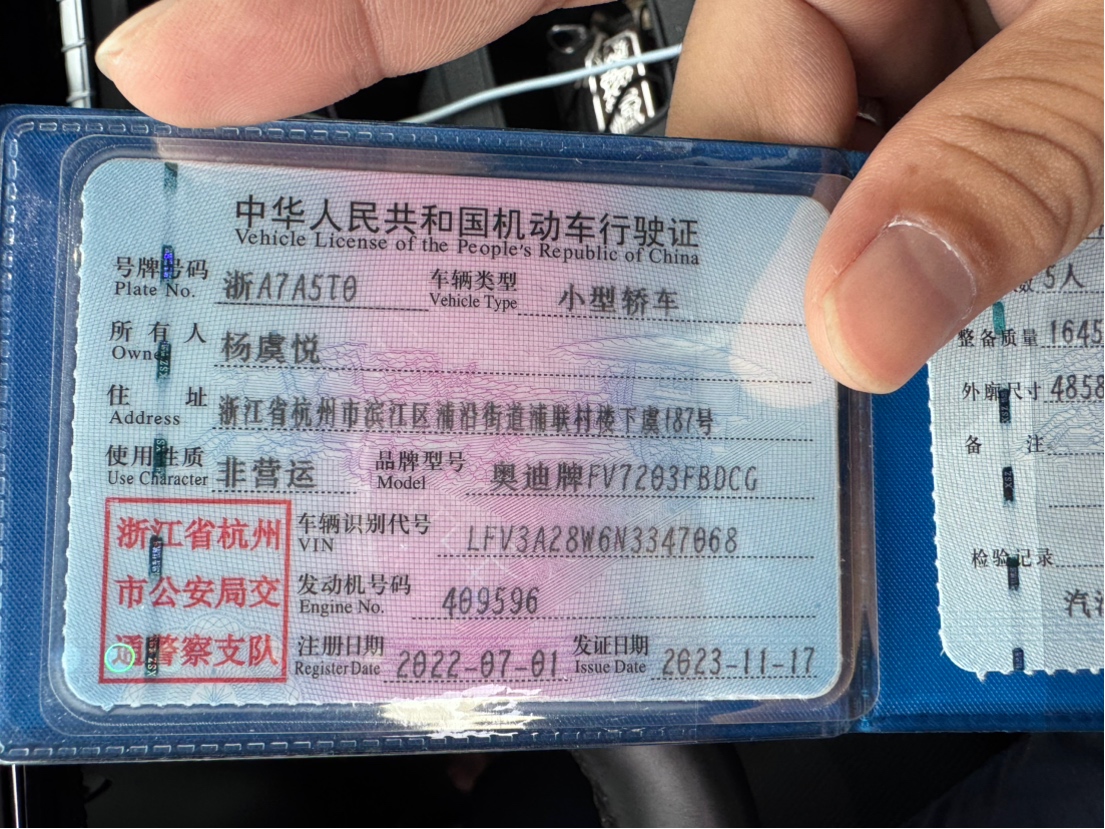 中华人民共和国机动车行驶证
Vehicle License of the People's Republic of China
号牌号码 浙A7A5T0 车辆类型 小型轿车
Plate No. Vehicle Type
所有人 杨虞悦
Owner
住址 浙江省杭州市滨江区浦沿街道浦联村楼下虞187号
Address
使用性质 非营运 品牌型号 奥迪牌FV7203FBDCG
Use Character Model
浙江省杭州
市公安局交
通警察支队
车辆识别代号 LFV3A28W6N3347068
VIN
发动机号码 409596
Engine No.
注册日期 2022-07-01 发证日期 2023-11-17
Register Date Issue Date
5人
整备质量 1645
外廓尺寸 4858
备注
检验记录